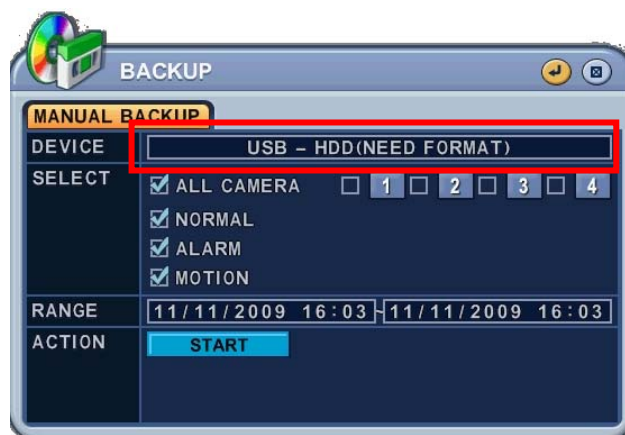 BACKUP
MANUAL BACKUP
DEVICE USB – HDD(NEED FORMAT)
SELECT ALL CAMERA 1 2 3 4
NORMAL
ALARM
MOTION
RANGE 11/11/2009 16:03~11/11/2009 16:03
ACTION START